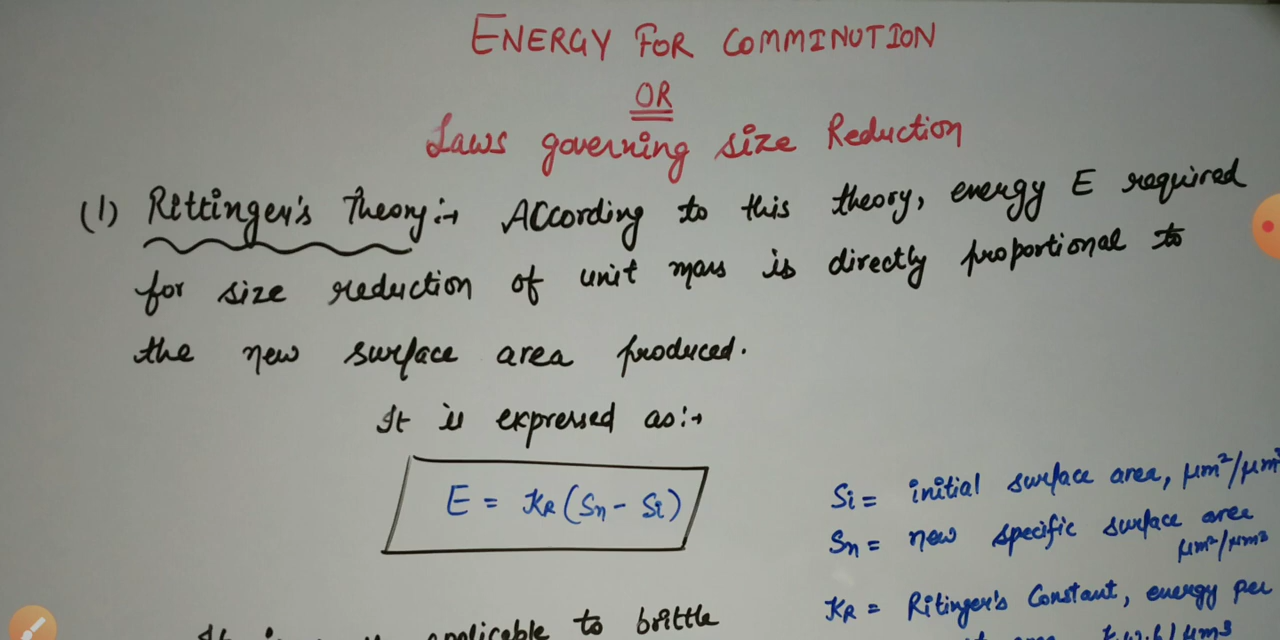 ENERGY FOR COMMINUTION
OR
Laws governing size Reduction
(1) Rittinger's Theory:→ According to this theory, energy E required
for size reduction of unit mass is directly proportional to
the new surface area produced.
It is expressed as:→
E = KR (Sn - Si)
Si = initial surface area, μm²/μm³
Sn = new specific surface area
μm²/μm³
KR = Ritinger's Constant, energy per
It applicable to brittle
area